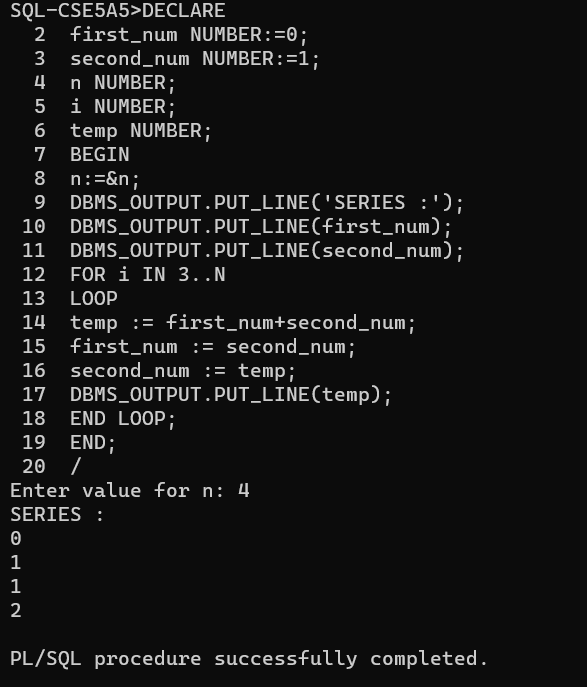 SQL-CSE5A5>DECLARE
  2  first_num NUMBER:=0;
  3  second_num NUMBER:=1;
  4  n NUMBER;
  5  i NUMBER;
  6  temp NUMBER;
  7  BEGIN
  8  n:=&n;
  9  DBMS_OUTPUT.PUT_LINE('SERIES :');
 10  DBMS_OUTPUT.PUT_LINE(first_num);
 11  DBMS_OUTPUT.PUT_LINE(second_num);
 12  FOR i IN 3..N
 13  LOOP
 14  temp := first_num+second_num;
 15  first_num := second_num;
 16  second_num := temp;
 17  DBMS_OUTPUT.PUT_LINE(temp);
 18  END LOOP;
 19  END;
 20  /
Enter value for n: 4
SERIES :
0
1
1
2
PL/SQL procedure successfully completed.